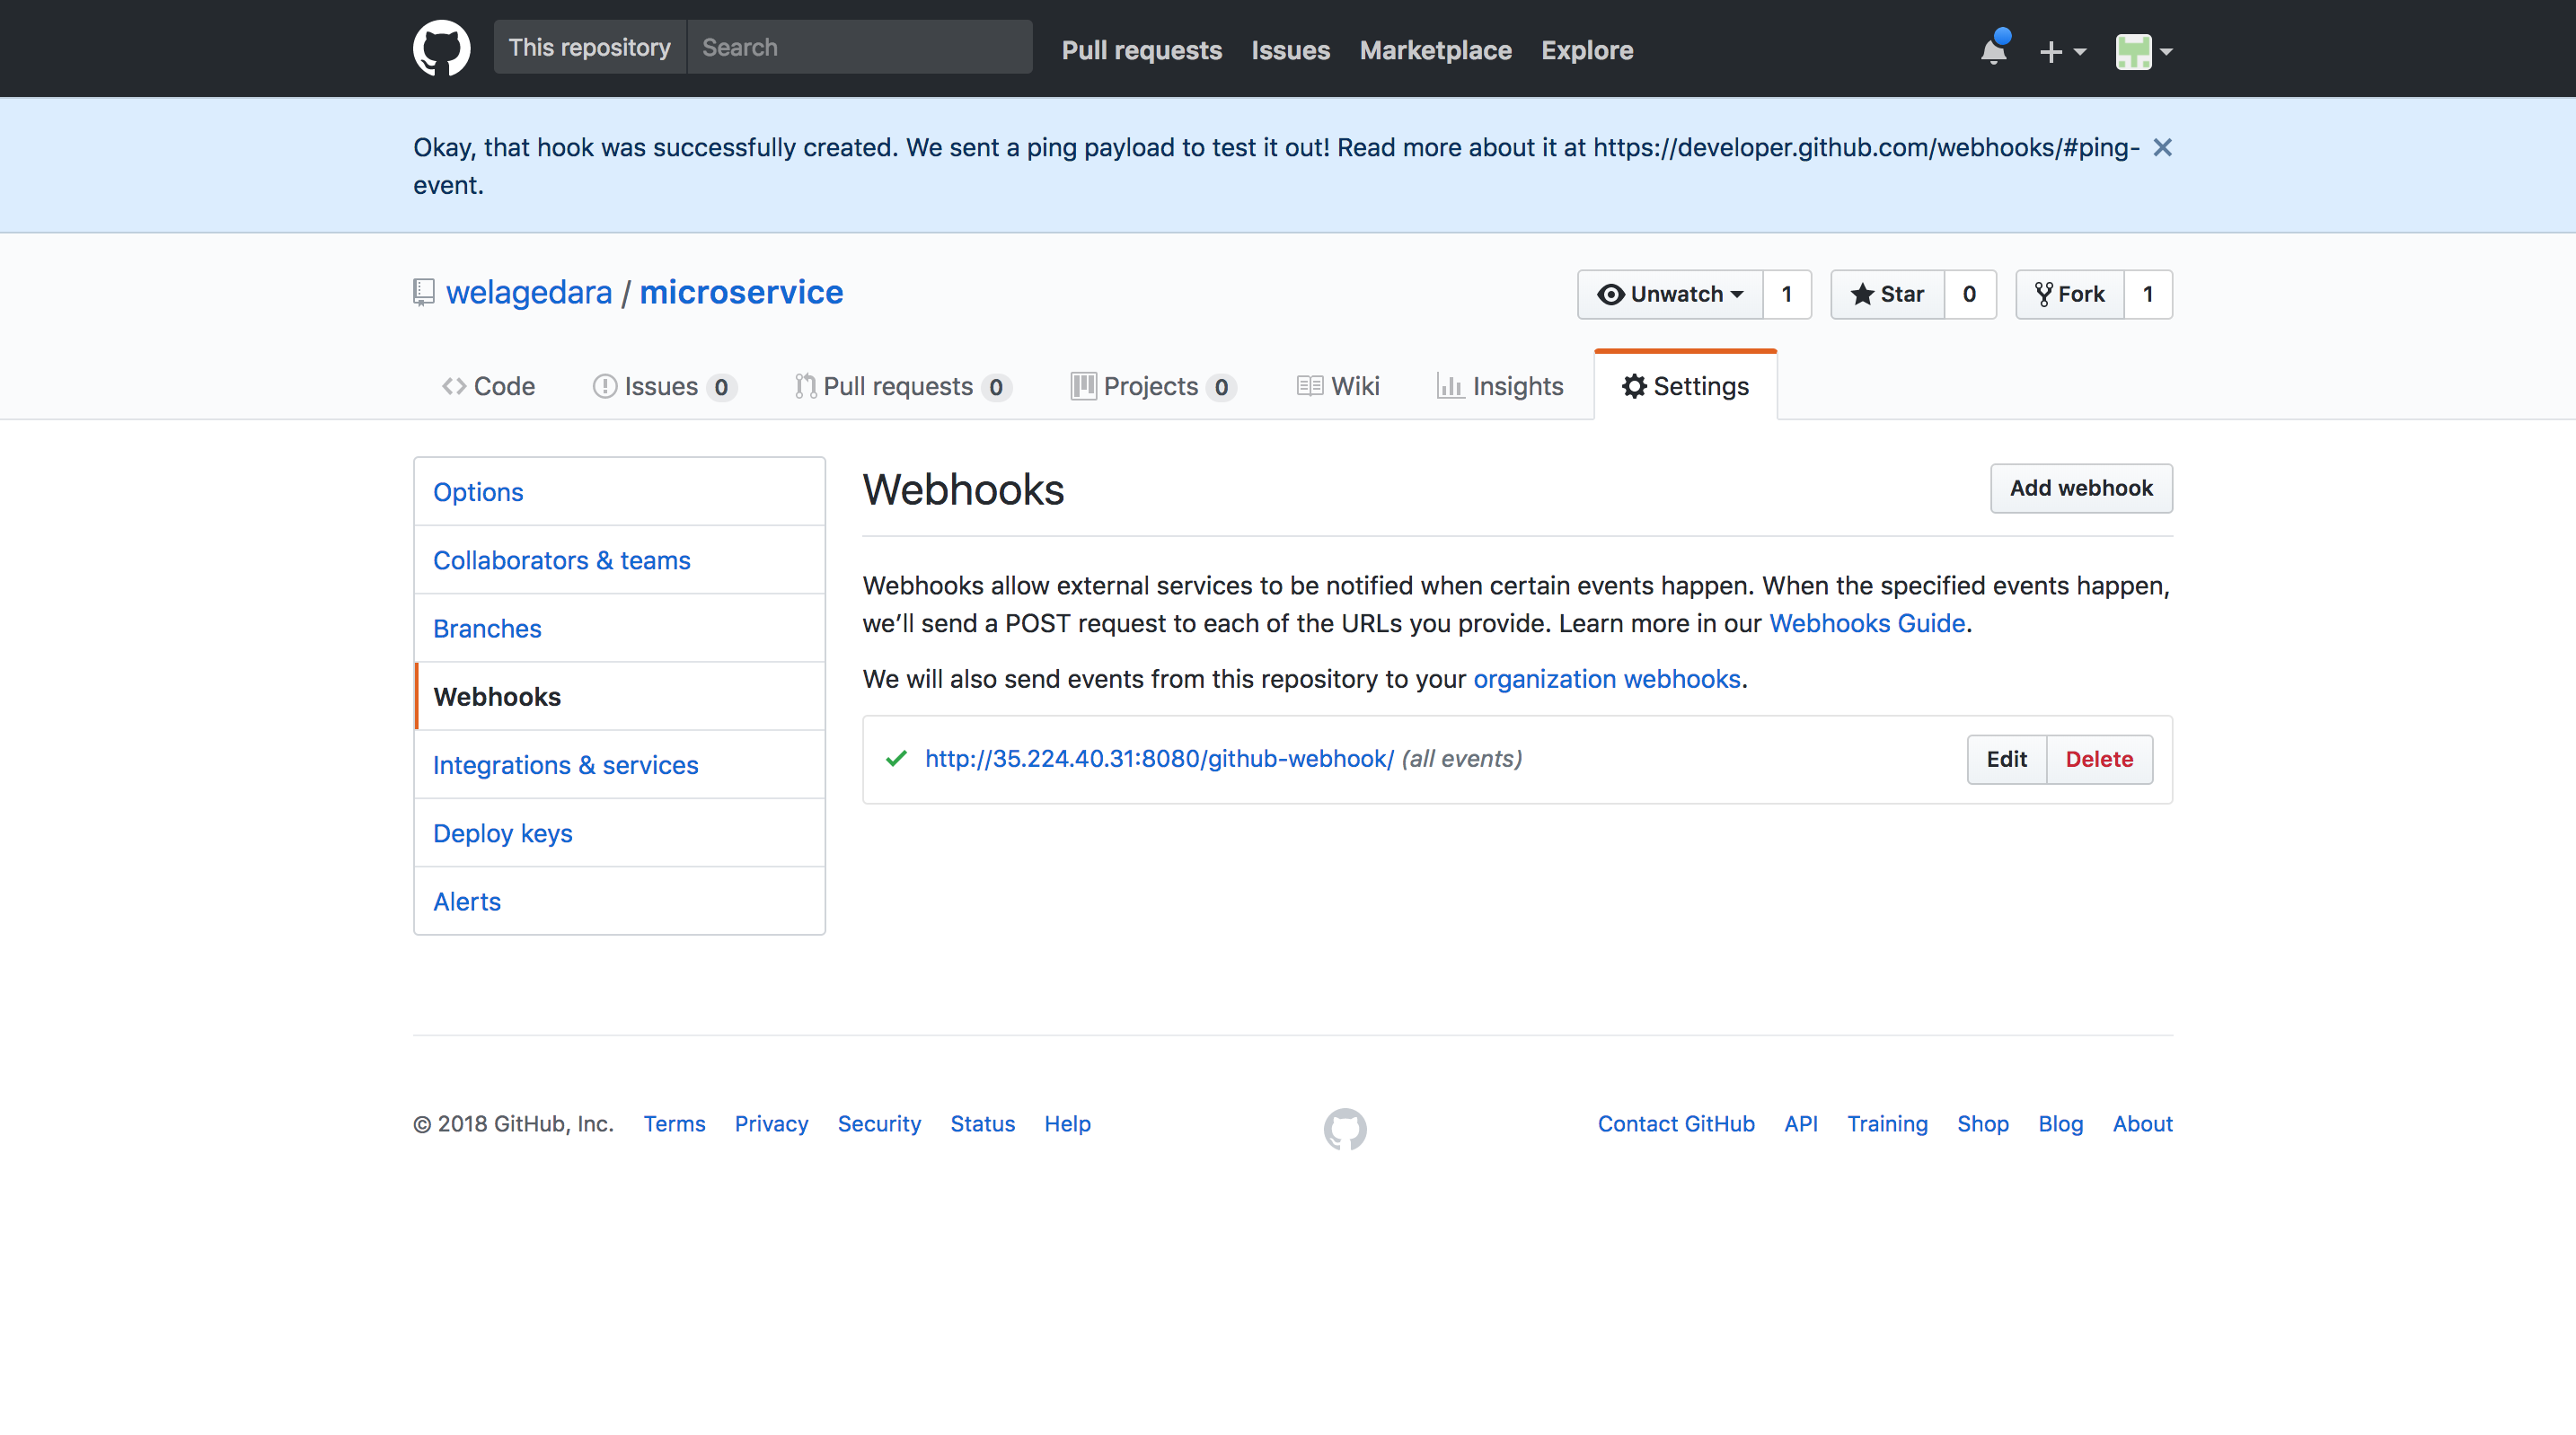 This repository Search Pull requests Issues Marketplace Explore
Okay, that hook was successfully created. We sent a ping payload to test it out! Read more about it at https://developer.github.com/webhooks/#ping-
event.
welagedara / microservice
Unwatch 1 Star 0 Fork 1
Code Issues 0 Pull requests 0 Projects 0 Wiki Insights Settings
Options
Collaborators & teams
Branches
Webhooks
Integrations & services
Deploy keys
Alerts
Webhooks
Add webhook
Webhooks allow external services to be notified when certain events happen. When the specified events happen,
we’ll send a POST request to each of the URLs you provide. Learn more in our Webhooks Guide.
We will also send events from this repository to your organization webhooks.
http://35.224.40.31:8080/github-webhook/ (all events)
Edit Delete
© 2018 GitHub, Inc. Terms Privacy Security Status Help
Contact GitHub API Training Shop Blog About